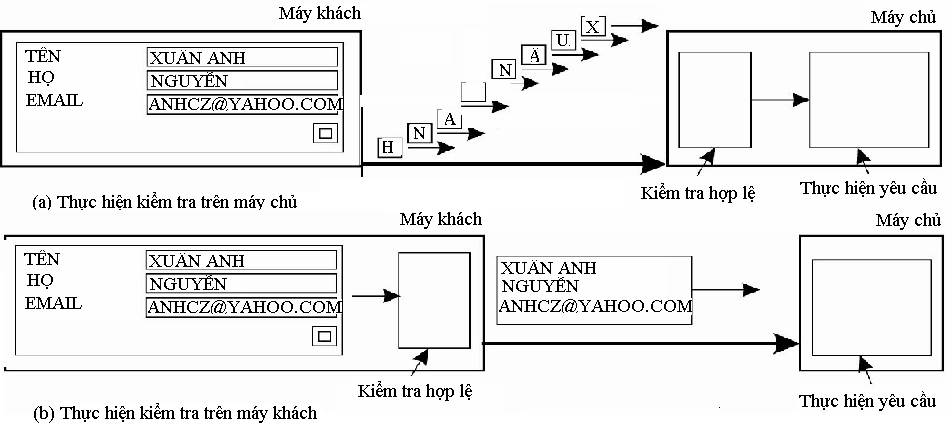 Máy khách
Máy chủ
TÊN XUÂN ANH
HỌ NGUYỄN
EMAIL ANHCZ@YAHOO.COM
H N A N Â U X
Kiểm tra hợp lệ
Thực hiện yêu cầu
(a) Thực hiện kiểm tra trên máy chủ
Máy khách
Máy chủ
TÊN XUÂN ANH
HỌ NGUYỄN
EMAIL ANHCZ@YAHOO.COM
XUÂN ANH
NGUYỄN
ANHCZ@YAHOO.COM
Kiểm tra hợp lệ
Thực hiện yêu cầu
(b) Thực hiện kiểm tra trên máy khách